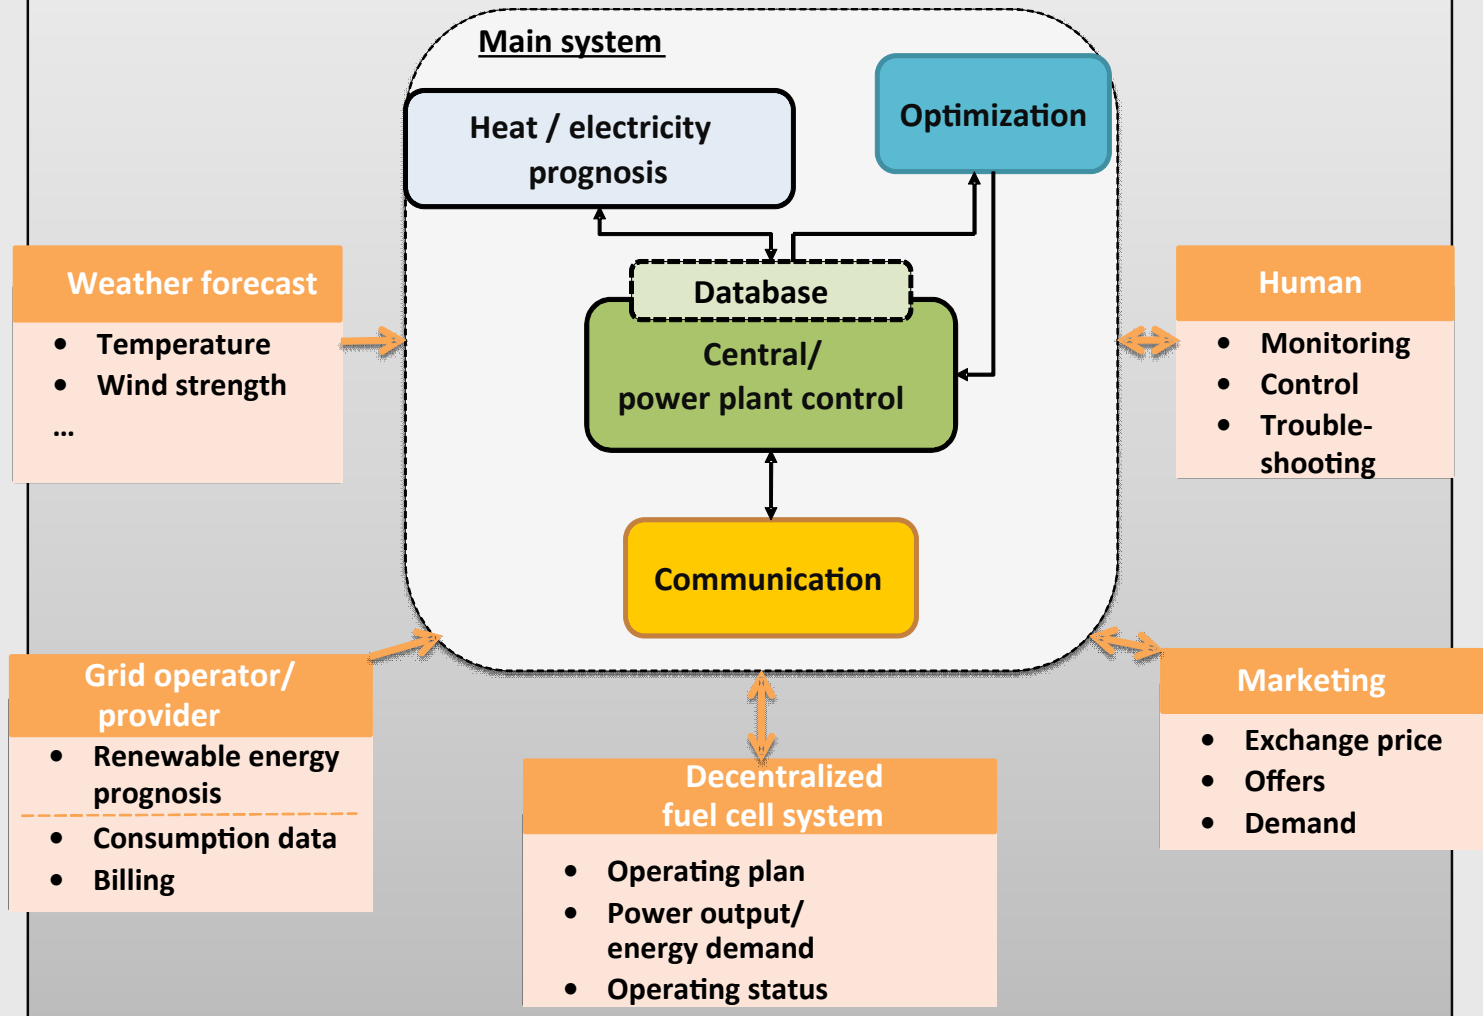 Main system
Heat / electricity
prognosis
Optimization
Database
Central/
power plant control
Communication
Weather forecast
• Temperature
• Wind strength
…
Human
• Monitoring
• Control
• Trouble-
shooting
Grid operator/
provider
• Renewable energy
prognosis
• Consumption data
• Billing
Decentralized
fuel cell system
• Operating plan
• Power output/
energy demand
• Operating status
Marketing
• Exchange price
• Offers
• Demand